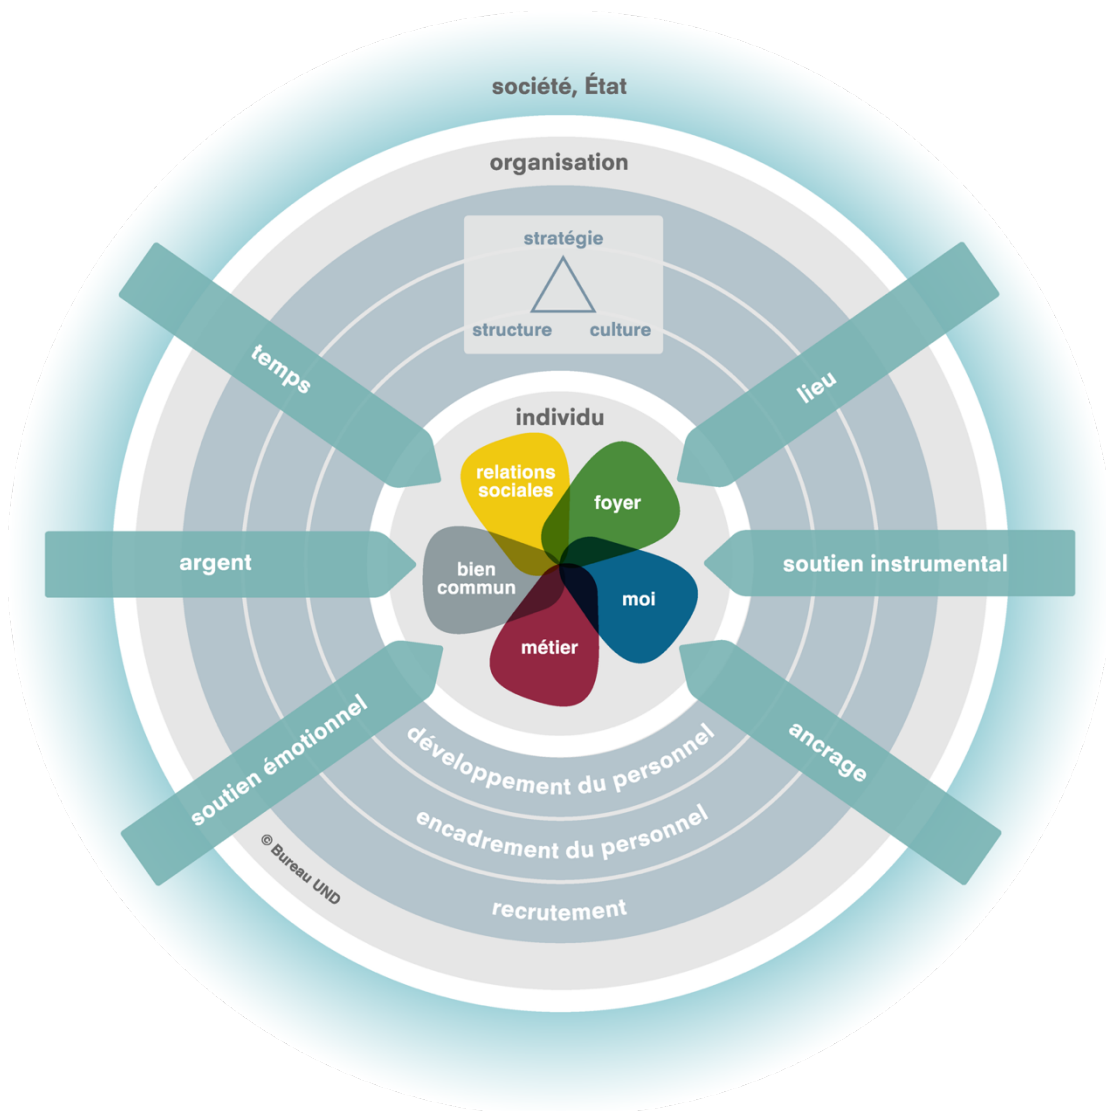 société, État
organisation
stratégie
structure
culture
temps
lieu
individu
relations
sociales
foyer
argent
bien
commun
moi
soutien instrumental
métier
soutien émotionnel
ancrage
développement du personnel
encadrement du personnel
recrutement
© Bureau UND